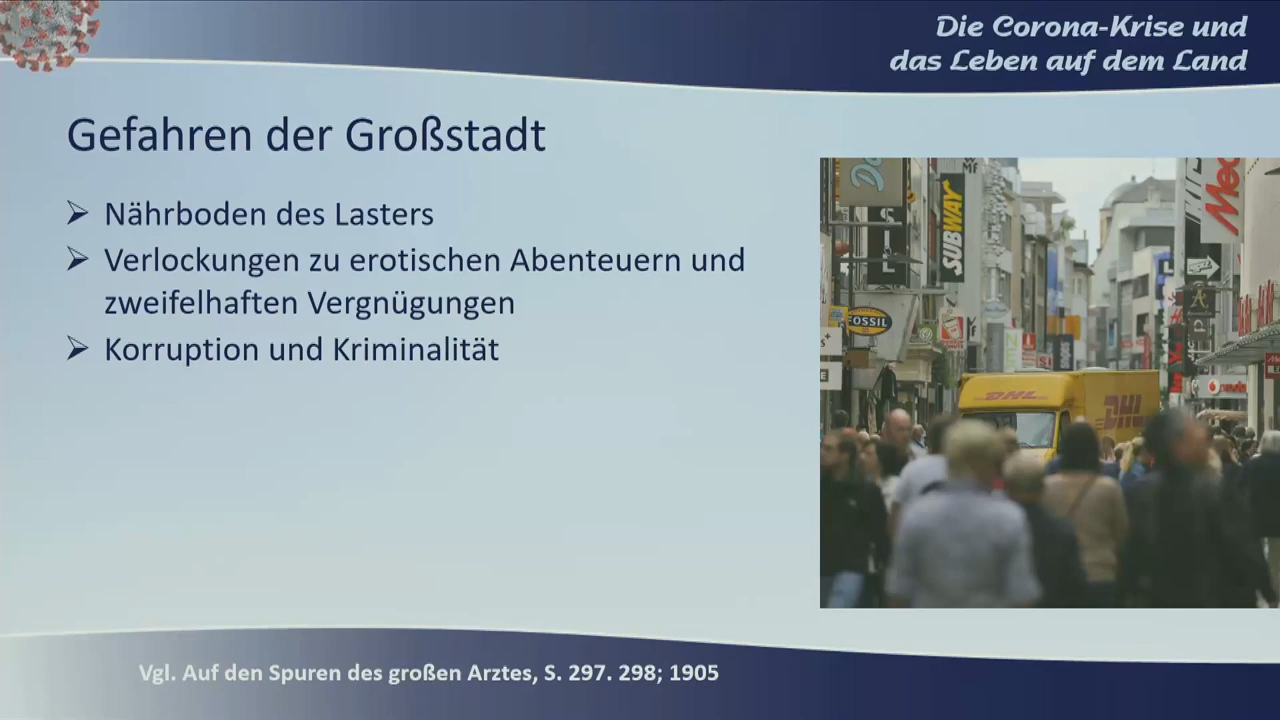 Die Corona-Krise und
das Leben auf dem Land
Gefahren der Großstadt
➢ Nährboden des Lasters
➢ Verlockungen zu erotischen Abenteuern und
zweifelhaften Vergnügungen
➢ Korruption und Kriminalität
SUBWAY
FOSSIL
DHL
DHL
Vgl. Auf den Spuren des großen Arztes, S. 297. 298; 1905